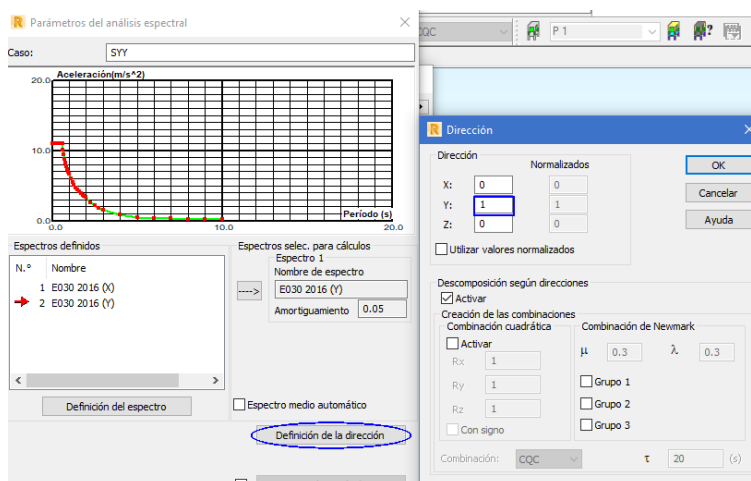 Parámetros del análisis espectral
Caso:
SYY
Aceleración(m/s^2)
20.0
10.0
0.0
0.0
10.0
20.0
Período (s)
Espectros definidos
N.º Nombre
1 E030 2016 (X)
2 E030 2016 (Y)
Definición del espectro
Espectros selec. para cálculos
Espectro 1
Nombre de espectro
---->
E030 2016 (Y)
Amortiguamiento 0.05
Espectro medio automático
Definición de la dirección
CQC
P 1
Dirección
Dirección
Normalizados
X: 0 0
Y: 1 1
Z: 0 0
Utilizar valores normalizados
OK
Cancelar
Ayuda
Descomposición según direcciones
Activar
Creación de las combinaciones
Combinación cuadrática
Activar
Rx 1
Ry 1
Rz 1
Con signo
Combinación de Newmark
μ 0.3 λ 0.3
Grupo 1
Grupo 2
Grupo 3
Combinación: CQC τ 20 (s)